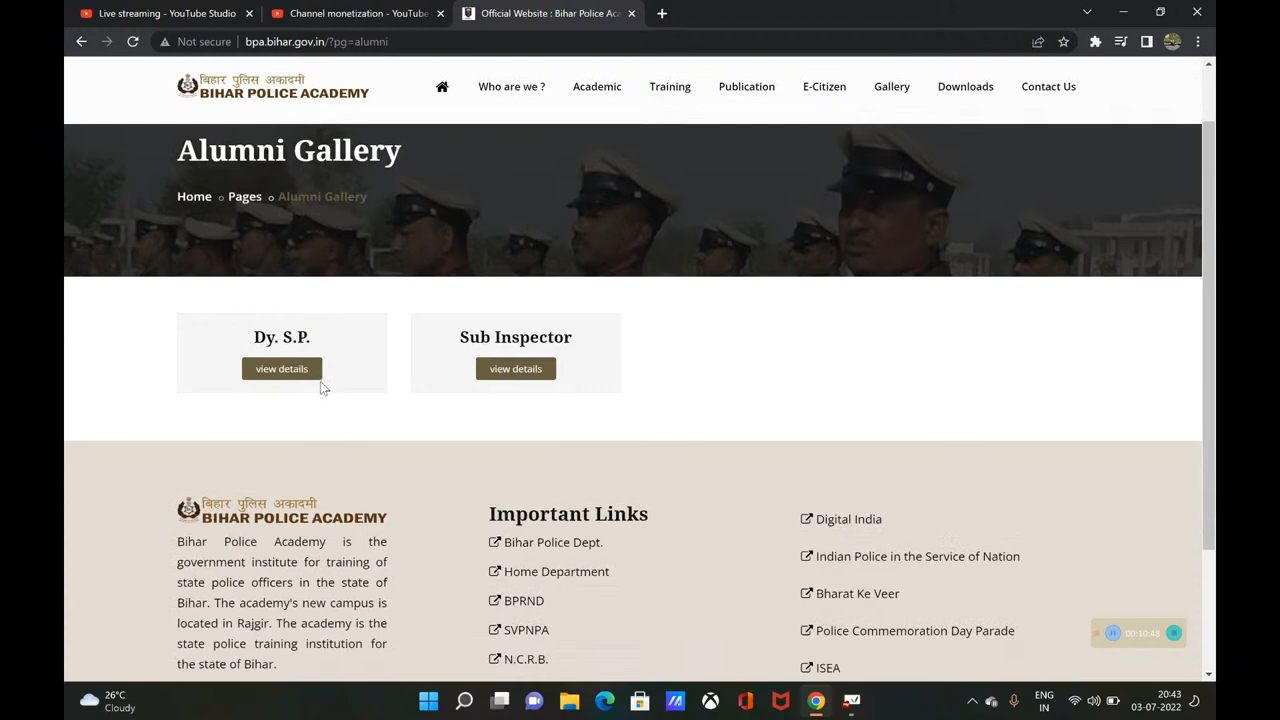 Live streaming - YouTube Studio
Channel monetization - YouTube
Official Website : Bihar Police Aca
Not secure
bpa.bihar.gov.in/?pg=alumni
बिहार पुलिस अकादमी
BIHAR POLICE ACADEMY
Who are we ?
Academic
Training
Publication
E-Citizen
Gallery
Downloads
Contact Us
Alumni Gallery
Home
Pages
Alumni Gallery
Dy. S.P.
view details
Sub Inspector
view details
बिहार पुलिस अकादमी
BIHAR POLICE ACADEMY
Bihar Police Academy is the
government institute for training of
state police officers in the state of
Bihar. The academy's new campus is
located in Rajgir. The academy is the
state police training institution for
the state of Bihar.
Important Links
Bihar Police Dept.
Home Department
BPRND
SVPNPA
N.C.R.B.
Digital India
Indian Police in the Service of Nation
Bharat Ke Veer
Police Commemoration Day Parade
ISEA
00:10:48
26°C
Cloudy
ENG
IN
20:43
03-07-2022